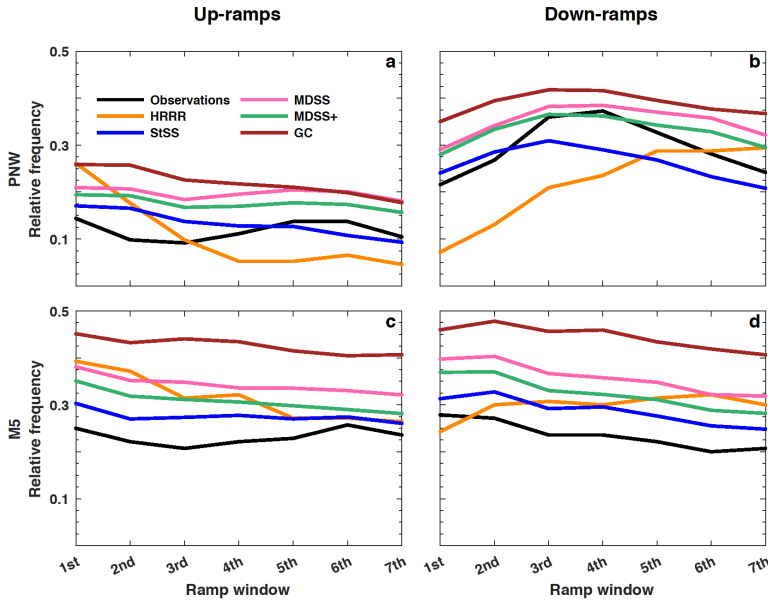 Up-ramps
Down-ramps
PNW
Relative frequency
0.5
0.3
0.1
a
Observations
HRRR
StSS
MDSS
MDSS+
GC
b
M5
Relative frequency
0.5
0.3
0.1
c
d
1st 2nd 3rd 4th 5th 6th 7th
1st 2nd 3rd 4th 5th 6th 7th
Ramp window
Ramp window